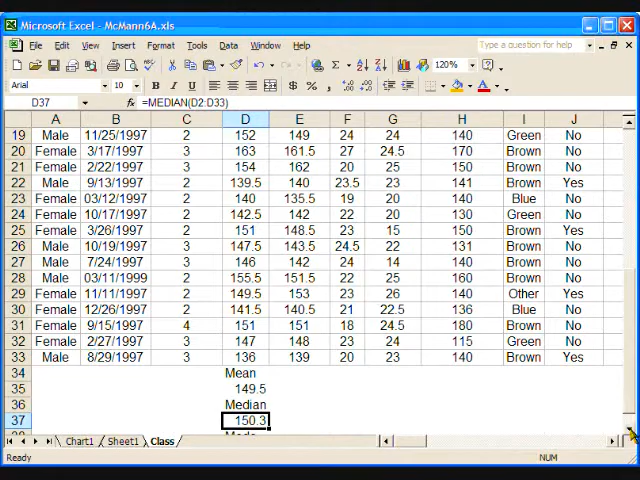 Microsoft Excel - McMann6A.xls
File Edit View Insert Format Tools Data Window Help Type a question for help
120%
Arial 10 B I U $ % ,
D37 fx =MEDIAN(D2:D33)
A B C D E F G H I J
19 Male 11/25/1997 2 152 149 24 24 140 Green No
20 Female 3/17/1997 3 163 161.5 27 24.5 170 Brown No
21 Female 2/22/1997 3 154 162 20 25 150 Brown No
22 Male 9/13/1997 2 139.5 140 23.5 23 141 Brown Yes
23 Female 03/12/1997 2 140 135.5 19 20 140 Blue No
24 Female 10/17/1997 2 142.5 142 22 20 130 Green No
25 Female 3/26/1997 2 151 148.5 23 15 150 Brown Yes
26 Male 10/19/1997 3 147.5 143.5 24.5 22 131 Brown No
27 Male 7/24/1997 3 146 142 24 14 140 Brown No
28 Male 03/11/1999 2 155.5 151.5 22 25 160 Brown No
29 Female 11/11/1997 2 149.5 153 23 26 140 Other Yes
30 Female 12/26/1997 2 141.5 140.5 21 22.5 136 Blue No
31 Female 9/15/1997 4 151 151 18 24.5 180 Brown No
32 Female 2/27/1997 3 147 148 24 23 115 Green No
33 Male 8/29/1997 3 136 139 20 23 140 Brown Yes
34 Mean
35 149.5
36 Median
37 150.3
Chart1 Sheet1 Class
Ready NUM